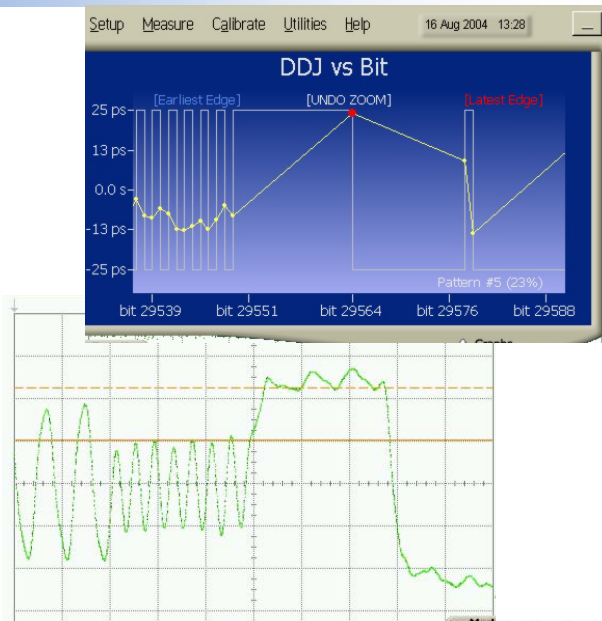 Setup Measure Calibrate Utilities Help 16 Aug 2004 13:28
DDJ vs Bit
[Earliest Edge] [UNDO ZOOM] [Latest Edge]
25 ps
13 ps
0.0 s
-13 ps
-25 ps
Pattern #5 (23%)
bit 29539 bit 29551 bit 29564 bit 29576 bit 29588